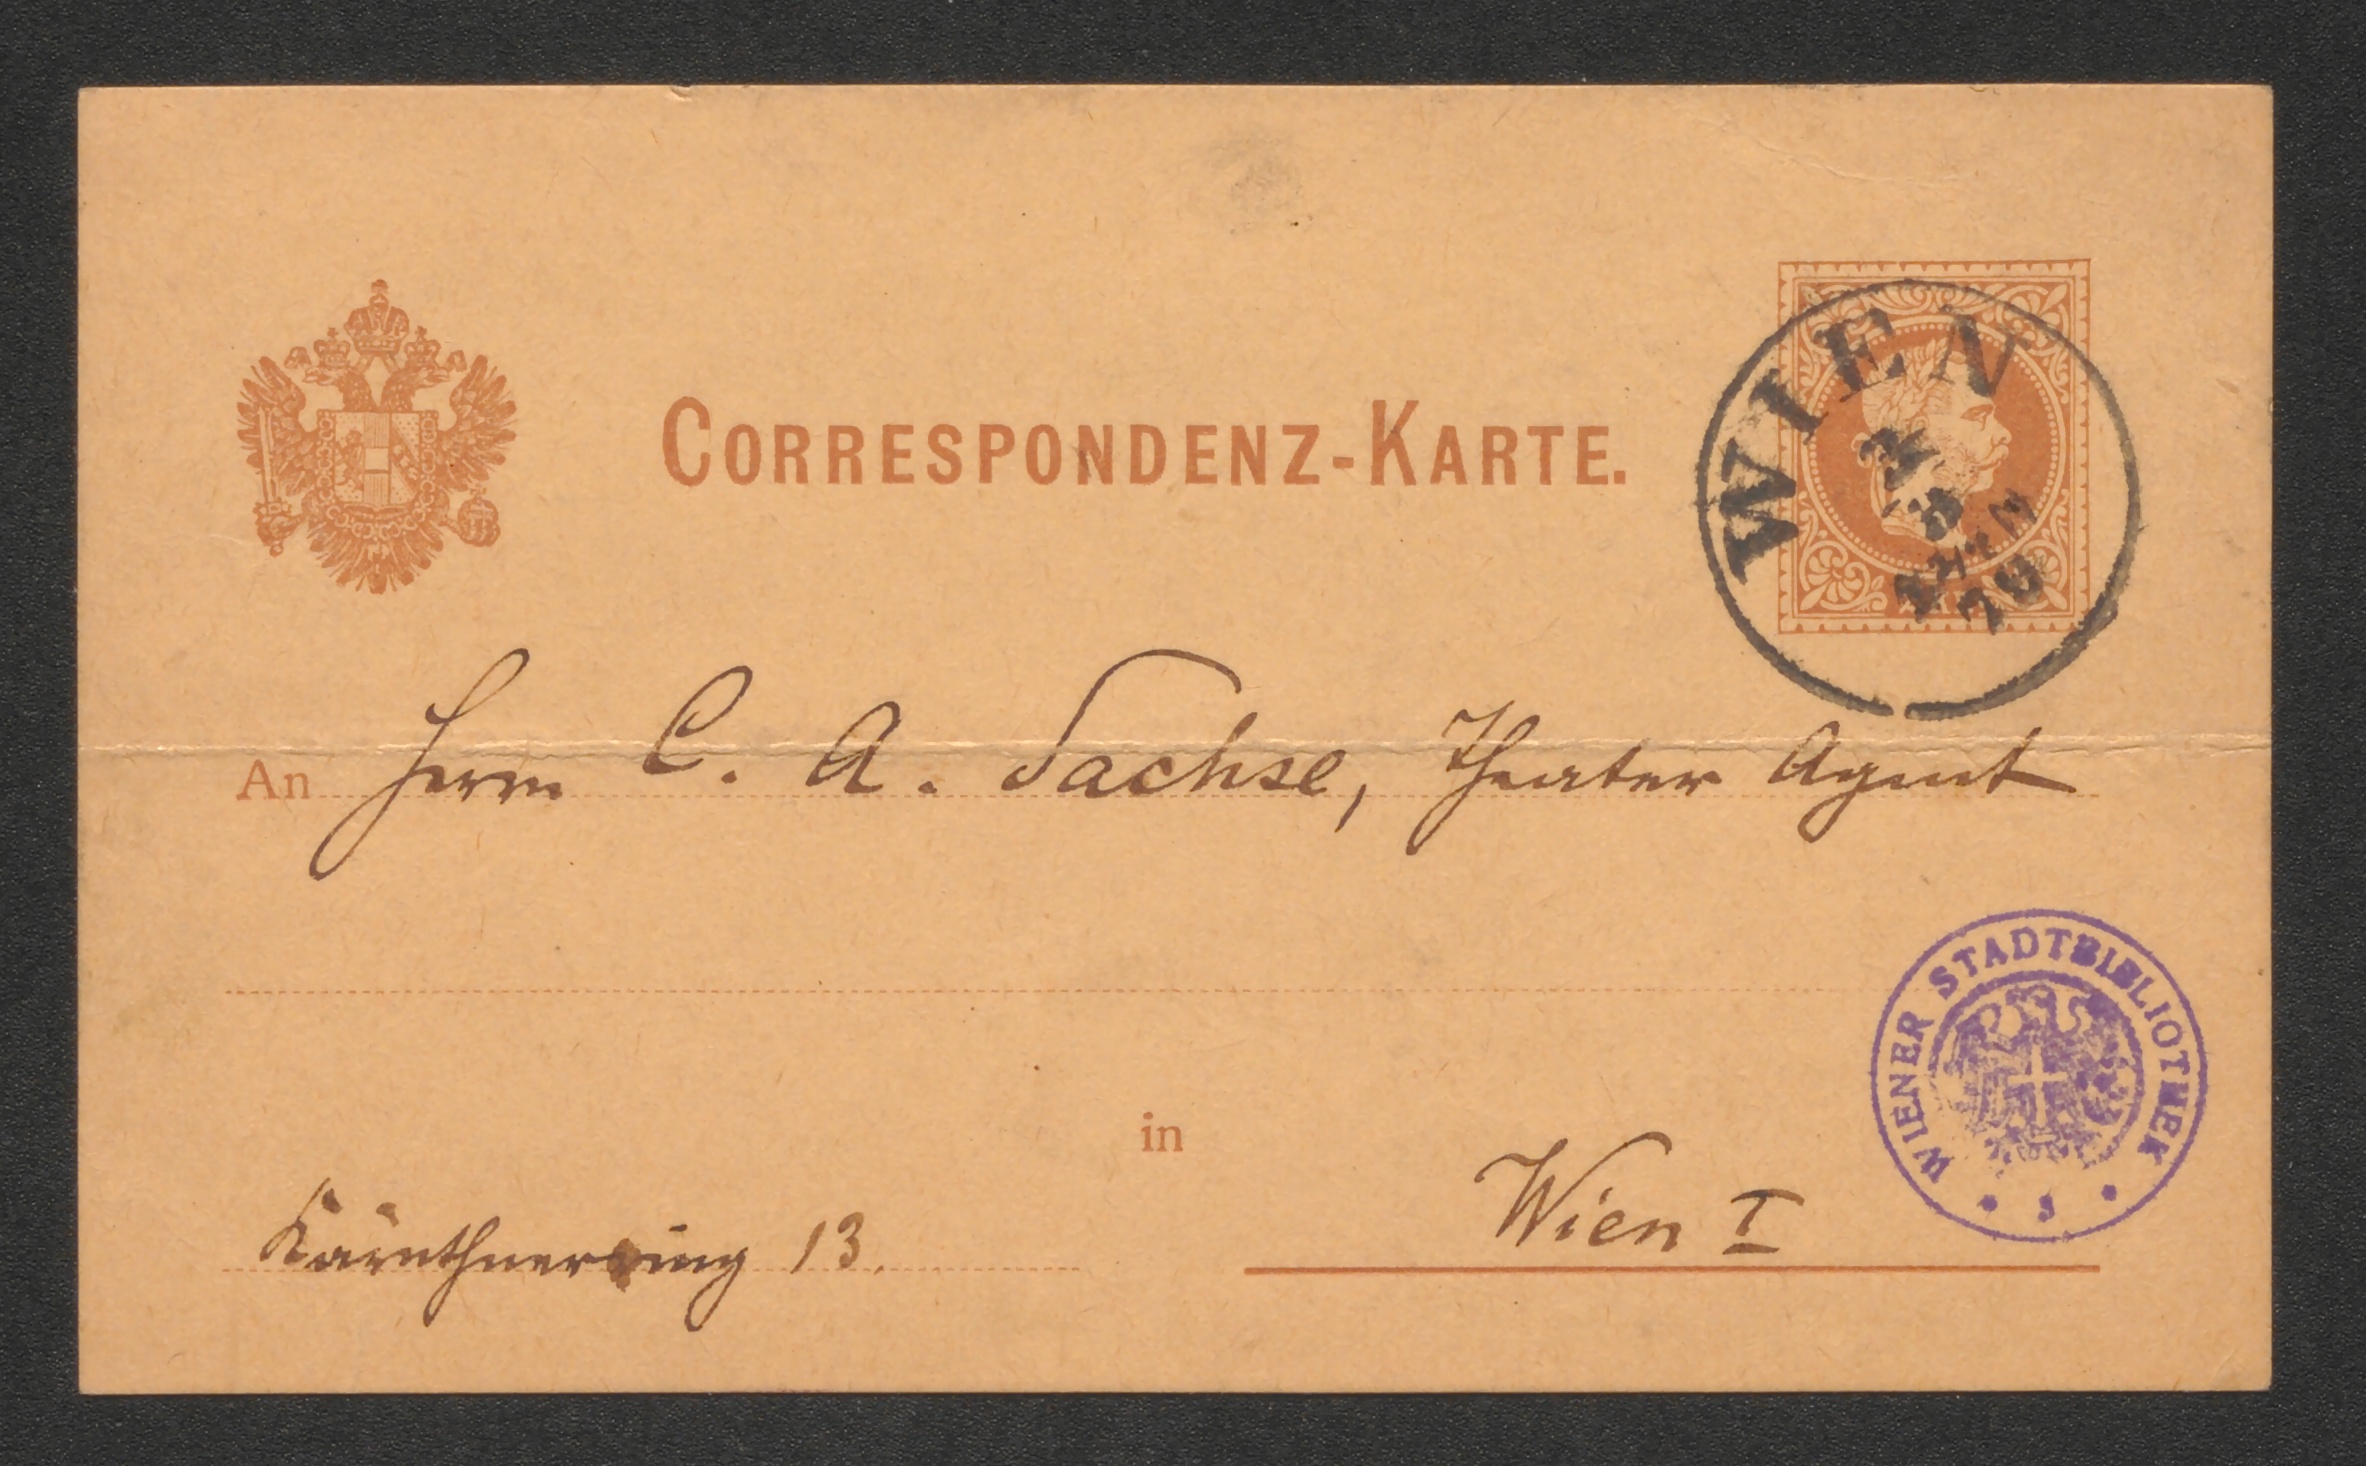 CORRESPONDENZ-KARTE.
WIEN
An Herrn C. A. Sachse, Theater Agent
WIENER STADTBIBLIOTHEK
in
Kärnthnerring 13. Wien I